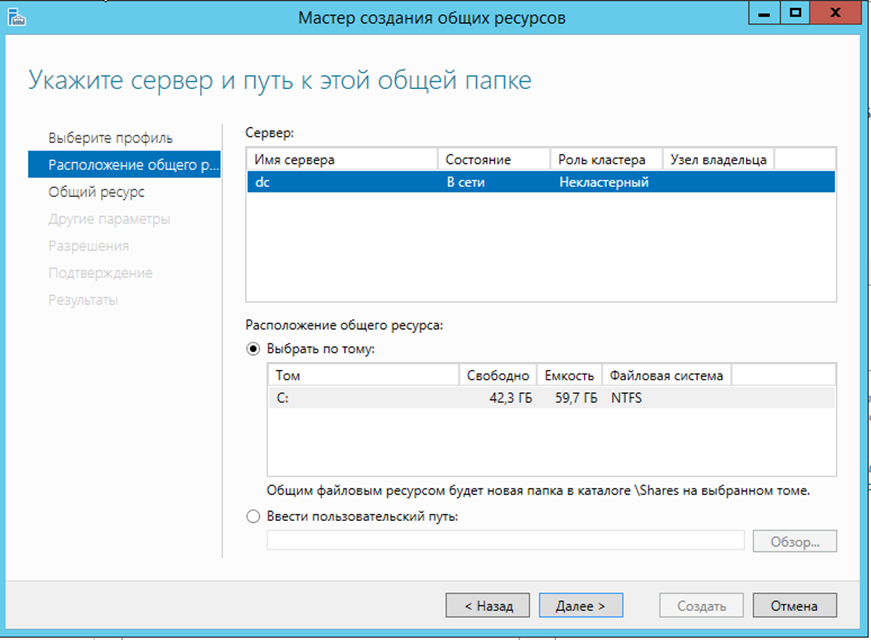 Мастер создания общих ресурсов
Укажите сервер и путь к этой общей папке
Выберите профиль
Расположение общего р...
Общий ресурс
Другие параметры
Разрешения
Подтверждение
Результаты
Сервер:
Имя сервера Состояние Роль кластера Узел владельца
dc В сети Некластерный
Расположение общего ресурса:
Выбрать по тому:
Том Свободно Емкость Файловая система
C: 42,3 ГБ 59,7 ГБ NTFS
Общим файловым ресурсом будет новая папка в каталоге \Shares на выбранном томе.
Ввести пользовательский путь:
Обзор...
< Назад Далее > Создать Отмена